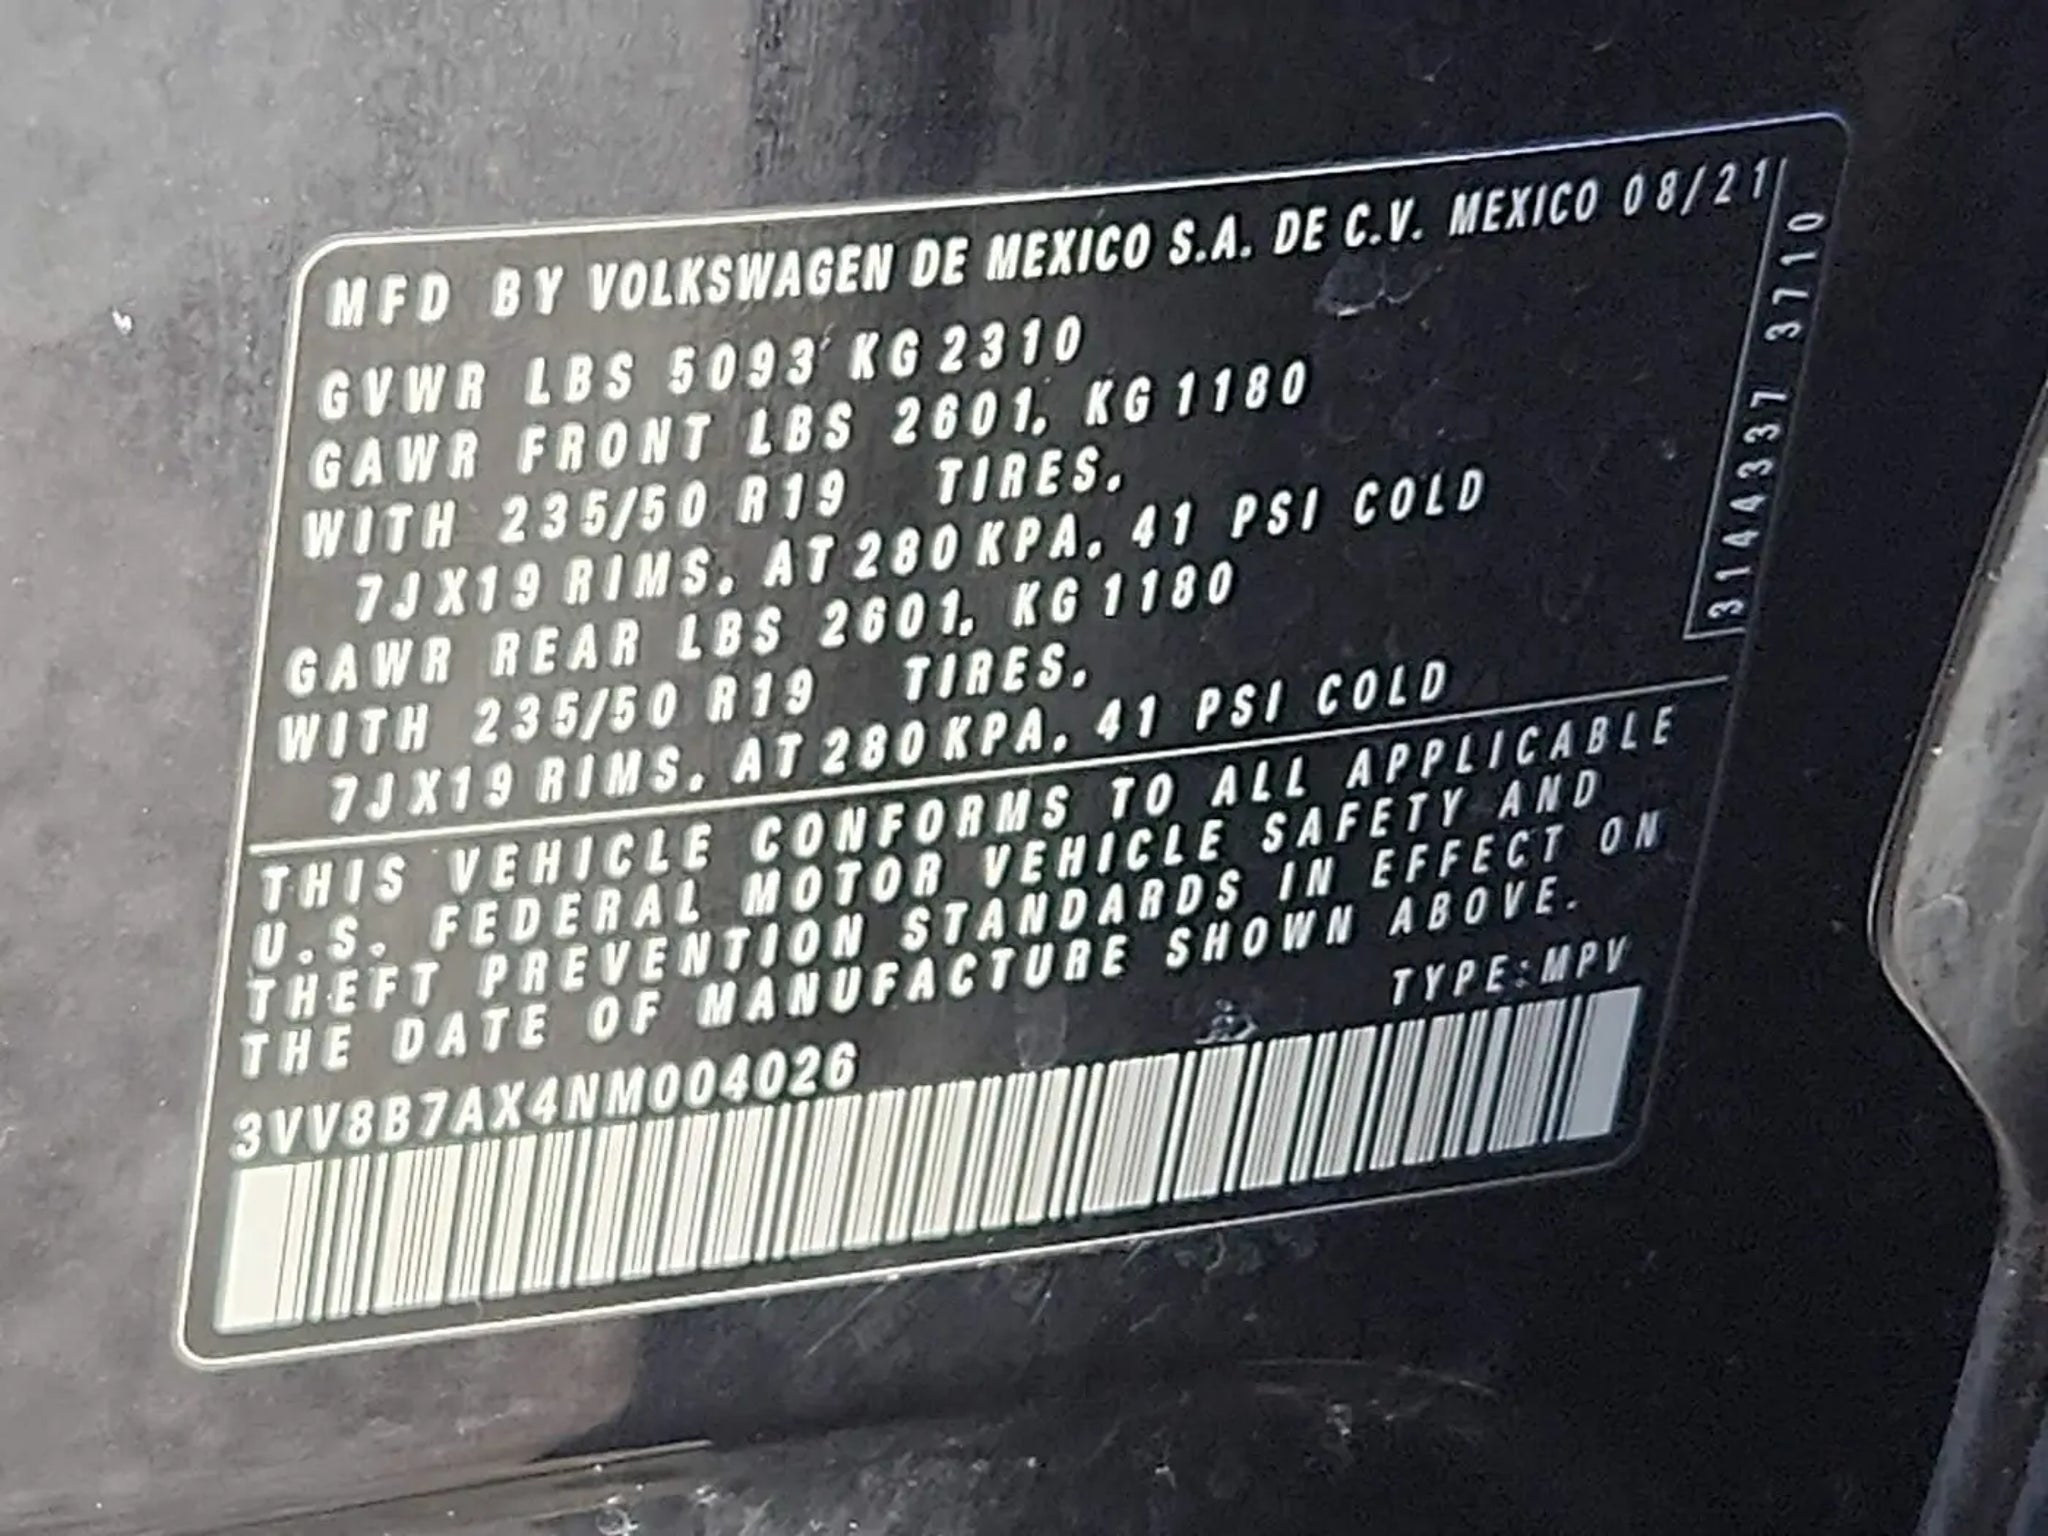 MFD BY VOLKSWAGEN DE MEXICO S.A. DE C.V. MEXICO 08/21
GVWR LBS 5093 KG 2310
GAWR FRONT LBS 2601, KG 1180
WITH 235/50 R19 TIRES,
7JX19 RIMS, AT 280 KPA, 41 PSI COLD
GAWR REAR LBS 2601, KG 1180
WITH 235/50 R19 TIRES,
7JX19 RIMS, AT 280 KPA, 41 PSI COLD
3144337 3710
THIS VEHICLE CONFORMS TO ALL APPLICABLE
U.S. FEDERAL MOTOR VEHICLE SAFETY AND
THEFT PREVENTION STANDARDS IN EFFECT ON
THE DATE OF MANUFACTURE SHOWN ABOVE.
TYPE:MPV
3VV8B7AX4NM004026